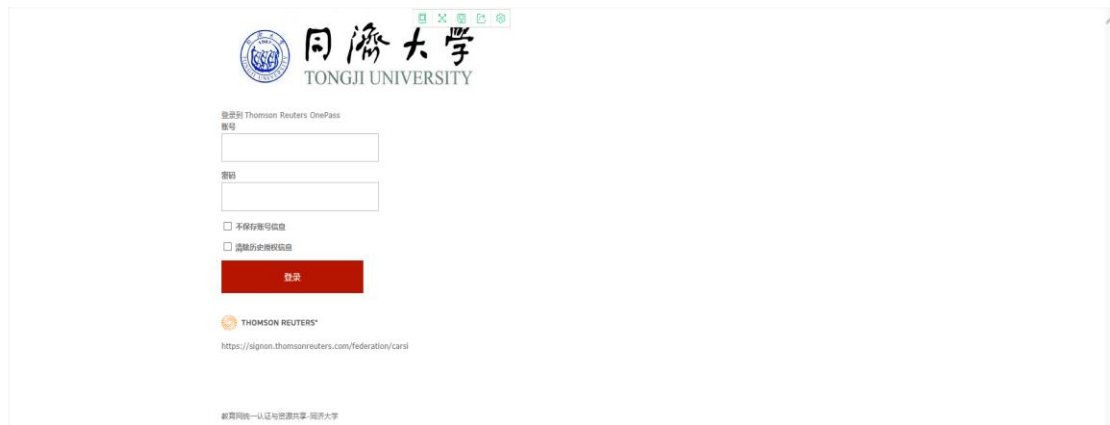 同濟大学
TONGJI UNIVERSITY
登录到 Thomson Reuters OnePass
账号
密码
不保存账号信息
清除历史授权信息
登录
THOMSON REUTERS®
https://signon.thomsonreuters.com/federation/carsi
教育网统一认证与资源共享-同济大学